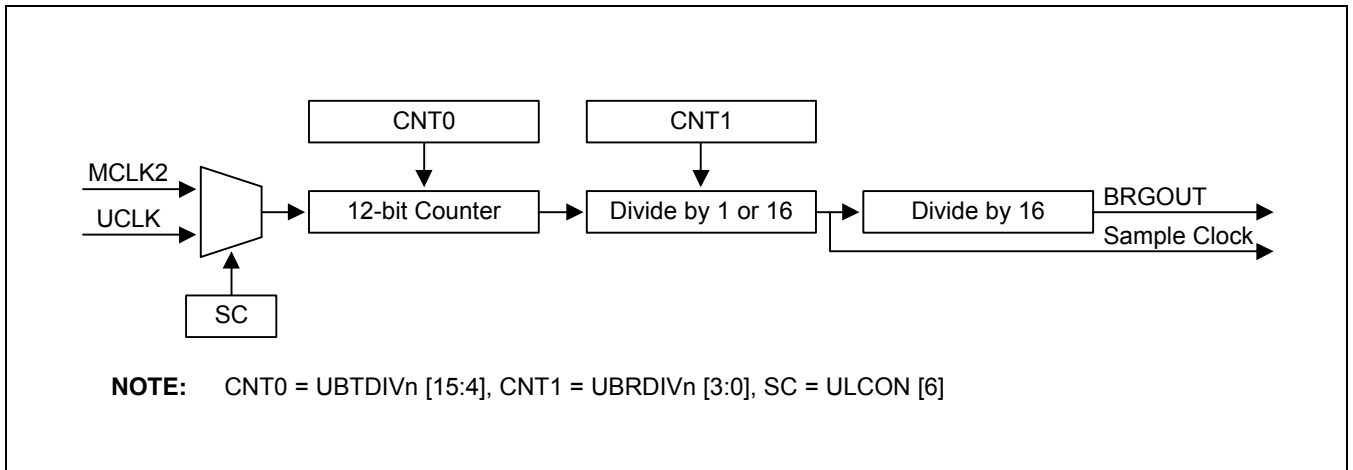 CNT0
CNT1
MCLK2
UCLK
12-bit Counter
Divide by 1 or 16
Divide by 16
BRGOUT
Sample Clock
SC
NOTE: CNT0 = UBTDIVn [15:4], CNT1 = UBRDIVn [3:0], SC = ULCON [6]